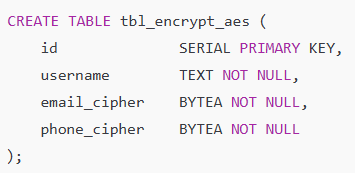 CREATE TABLE tbl_encrypt_aes (
    id              SERIAL PRIMARY KEY,
    username        TEXT NOT NULL,
    email_cipher    BYTEA NOT NULL,
    phone_cipher    BYTEA NOT NULL
);